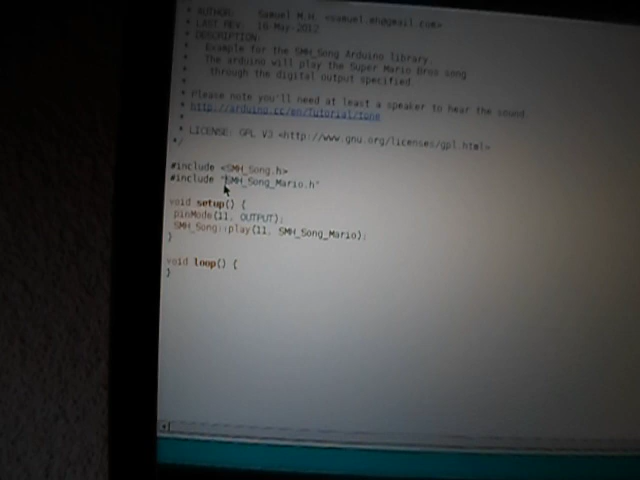 * AUTHOR: Samuel M.H. <samuel.mh@gmail.com>
* LAST REV: 16-May-2012
* DESCRIPTION:
* Example for the SMH_Song Arduino library.
* The arduino will play the Super Mario Bros song
* through the digital output specified.
*
* Please note you'll need at least a speaker to hear the sound
* http://arduino.cc/en/Tutorial/tone
*
* LICENSE: GPL V3 <http://www.gnu.org/licenses/gpl.html>
*/
#include <SMH_Song.h>
#include "SMH_Song_Mario.h"
void setup() {
pinMode(11, OUTPUT);
SMH_Song::play(11, SMH_Song_Mario);
}
void loop() {
}